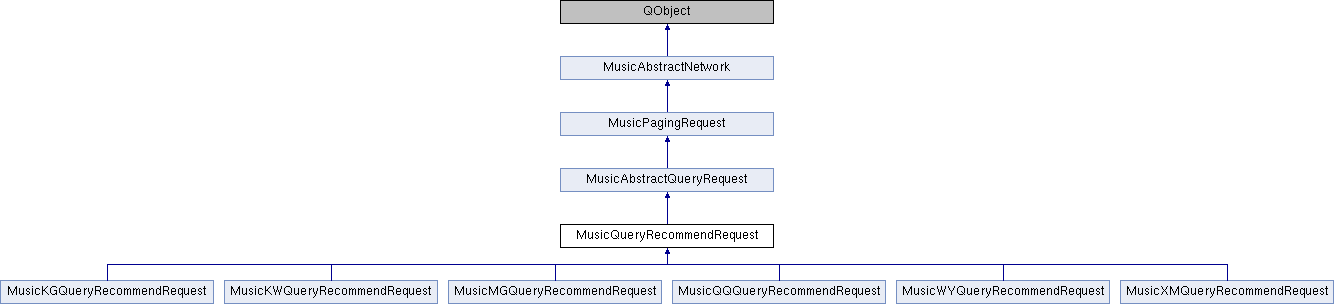 QObject
MusicAbstractNetwork
MusicPagingRequest
MusicAbstractQueryRequest
MusicQueryRecommendRequest
MusicKGQueryRecommendRequest
MusicKWQueryRecommendRequest
MusicMGQueryRecommendRequest
MusicQQQueryRecommendRequest
MusicWYQueryRecommendRequest
MusicXMQueryRecommendRequest